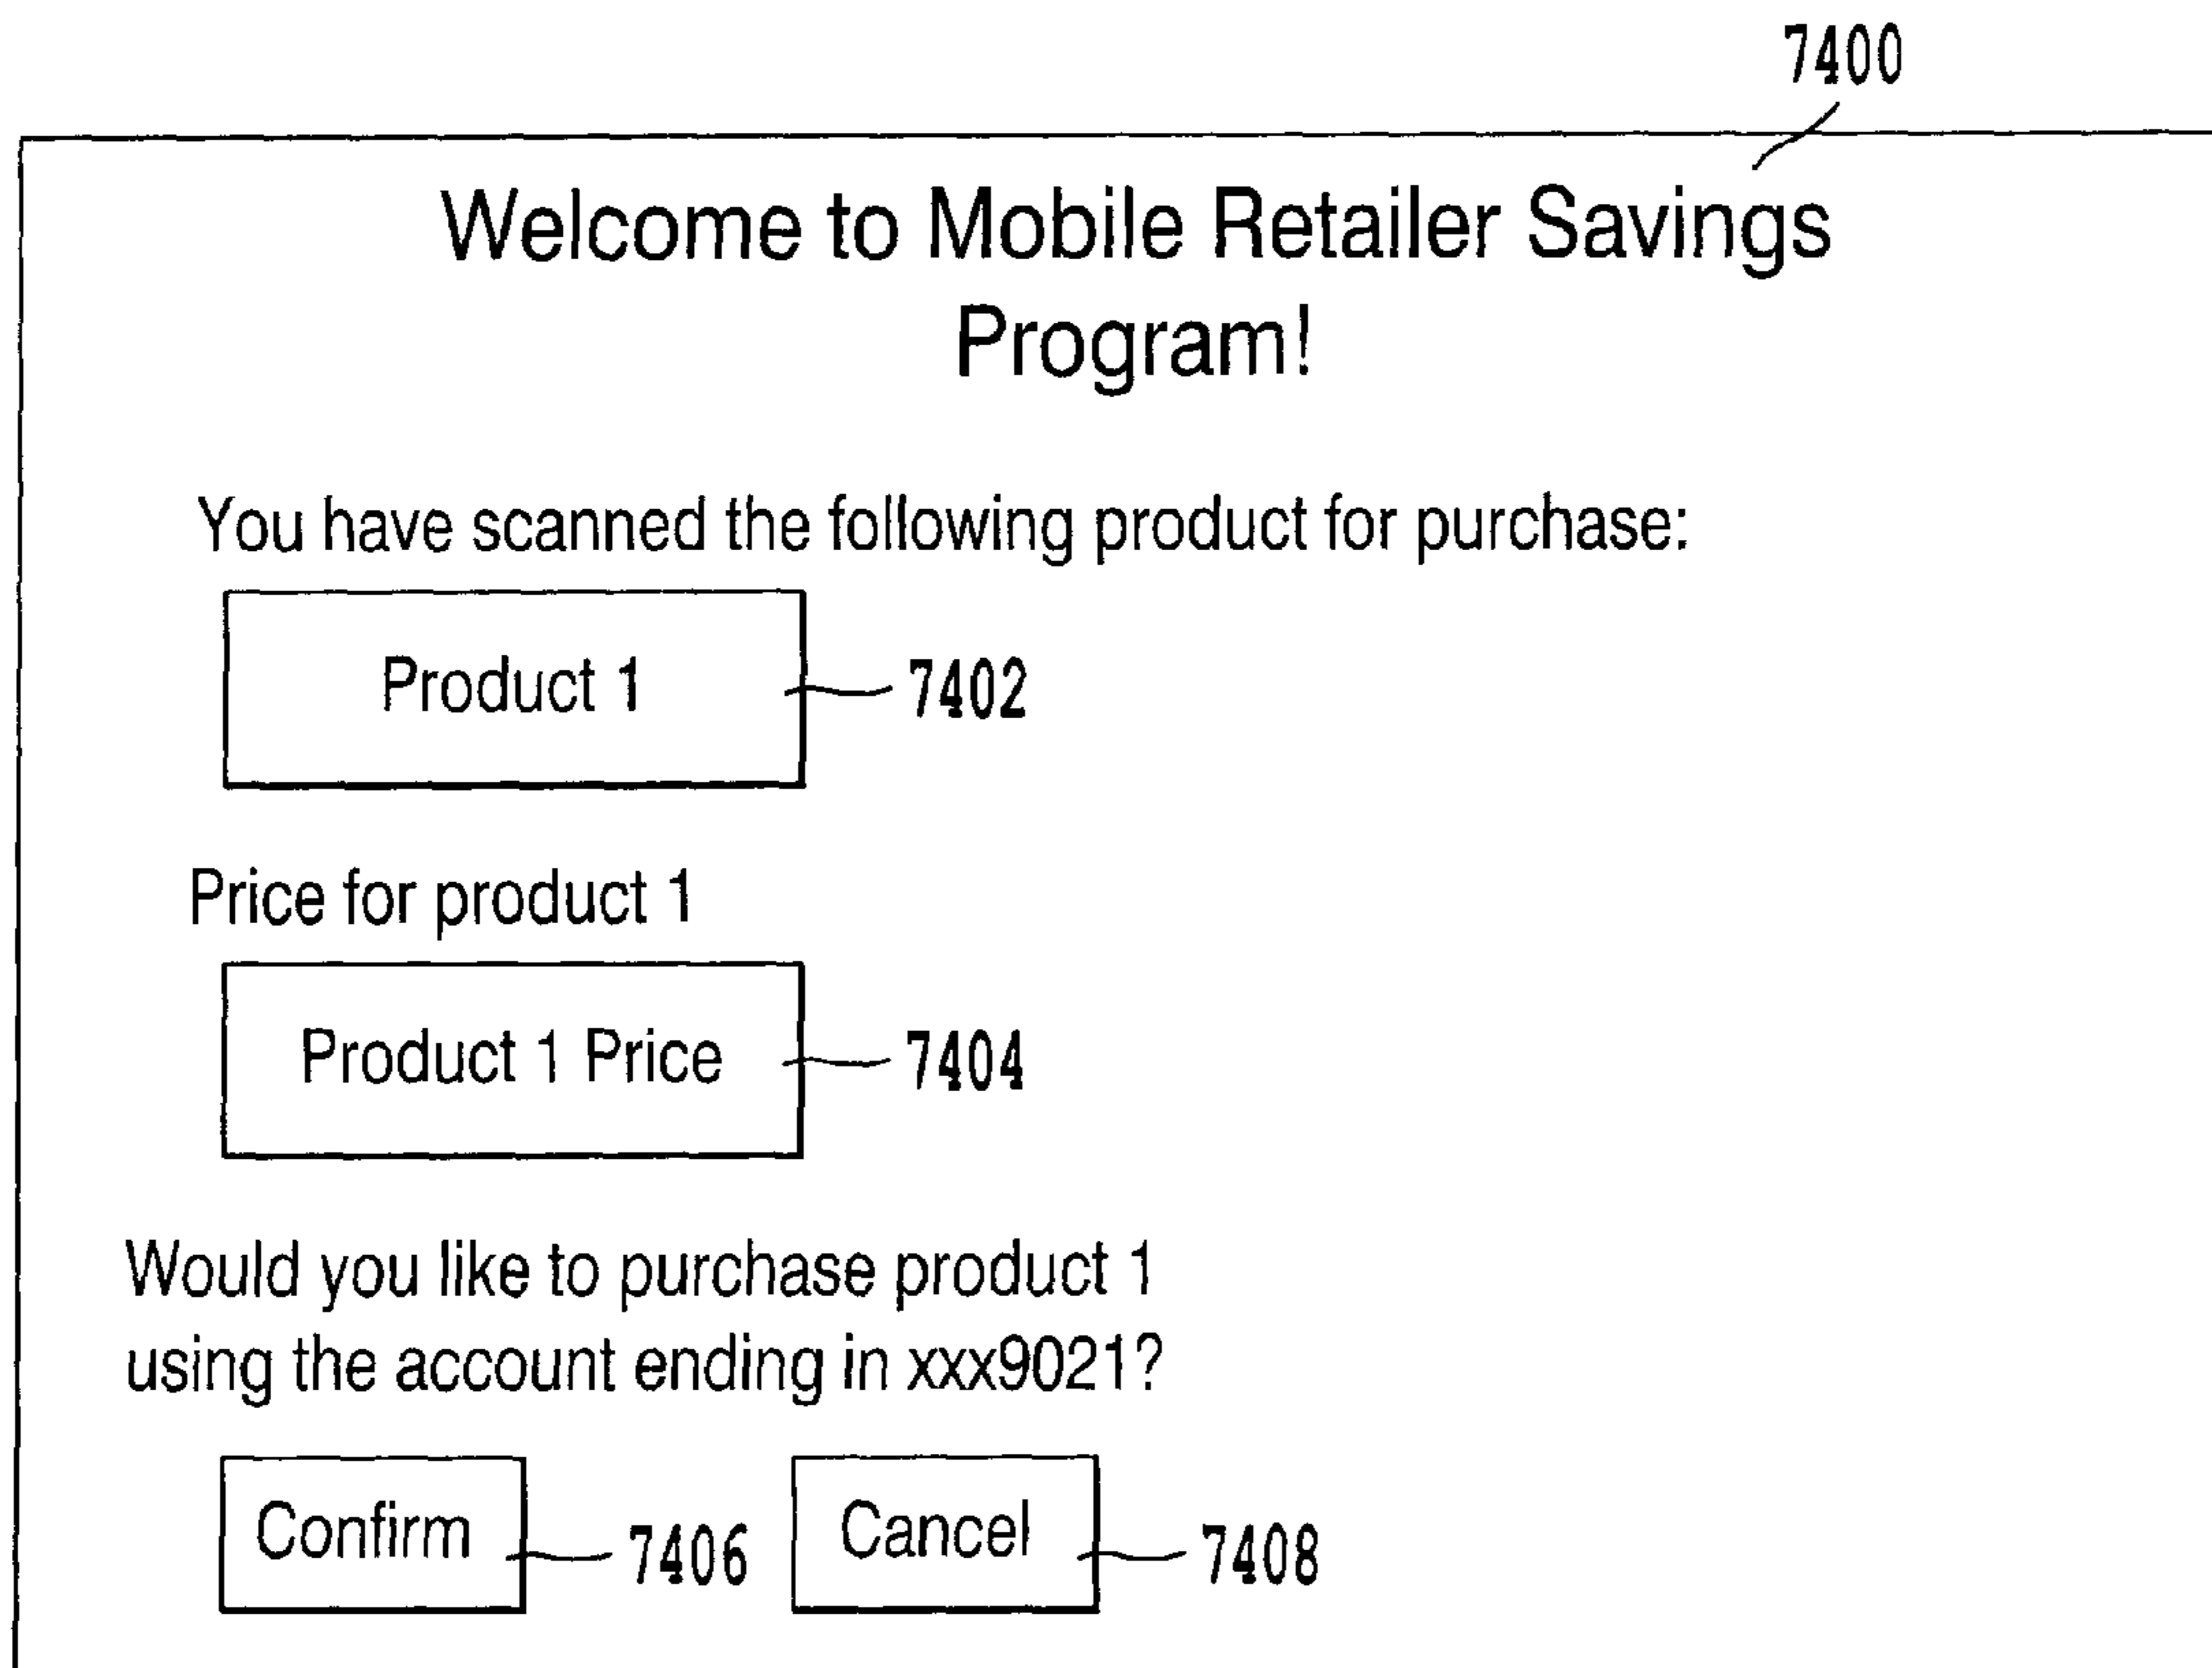 7400
Welcome to Mobile Retailer Savings
Program!
You have scanned the following product for purchase:
Product 1
7402
Price for product 1
Product 1 Price
7404
Would you like to purchase product 1
using the account ending in xxx9021?
Confirm
7406
Cancel
7408